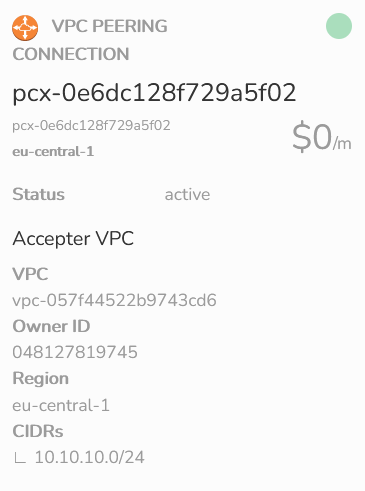 VPC PEERING
CONNECTION
pcx-0e6dc128f729a5f02
pcx-0e6dc128f729a5f02
$0/m
eu-central-1
Status active
Accepter VPC
VPC
vpc-057f44522b9743cd6
Owner ID
048127819745
Region
eu-central-1
CIDRs
∟ 10.10.10.0/24